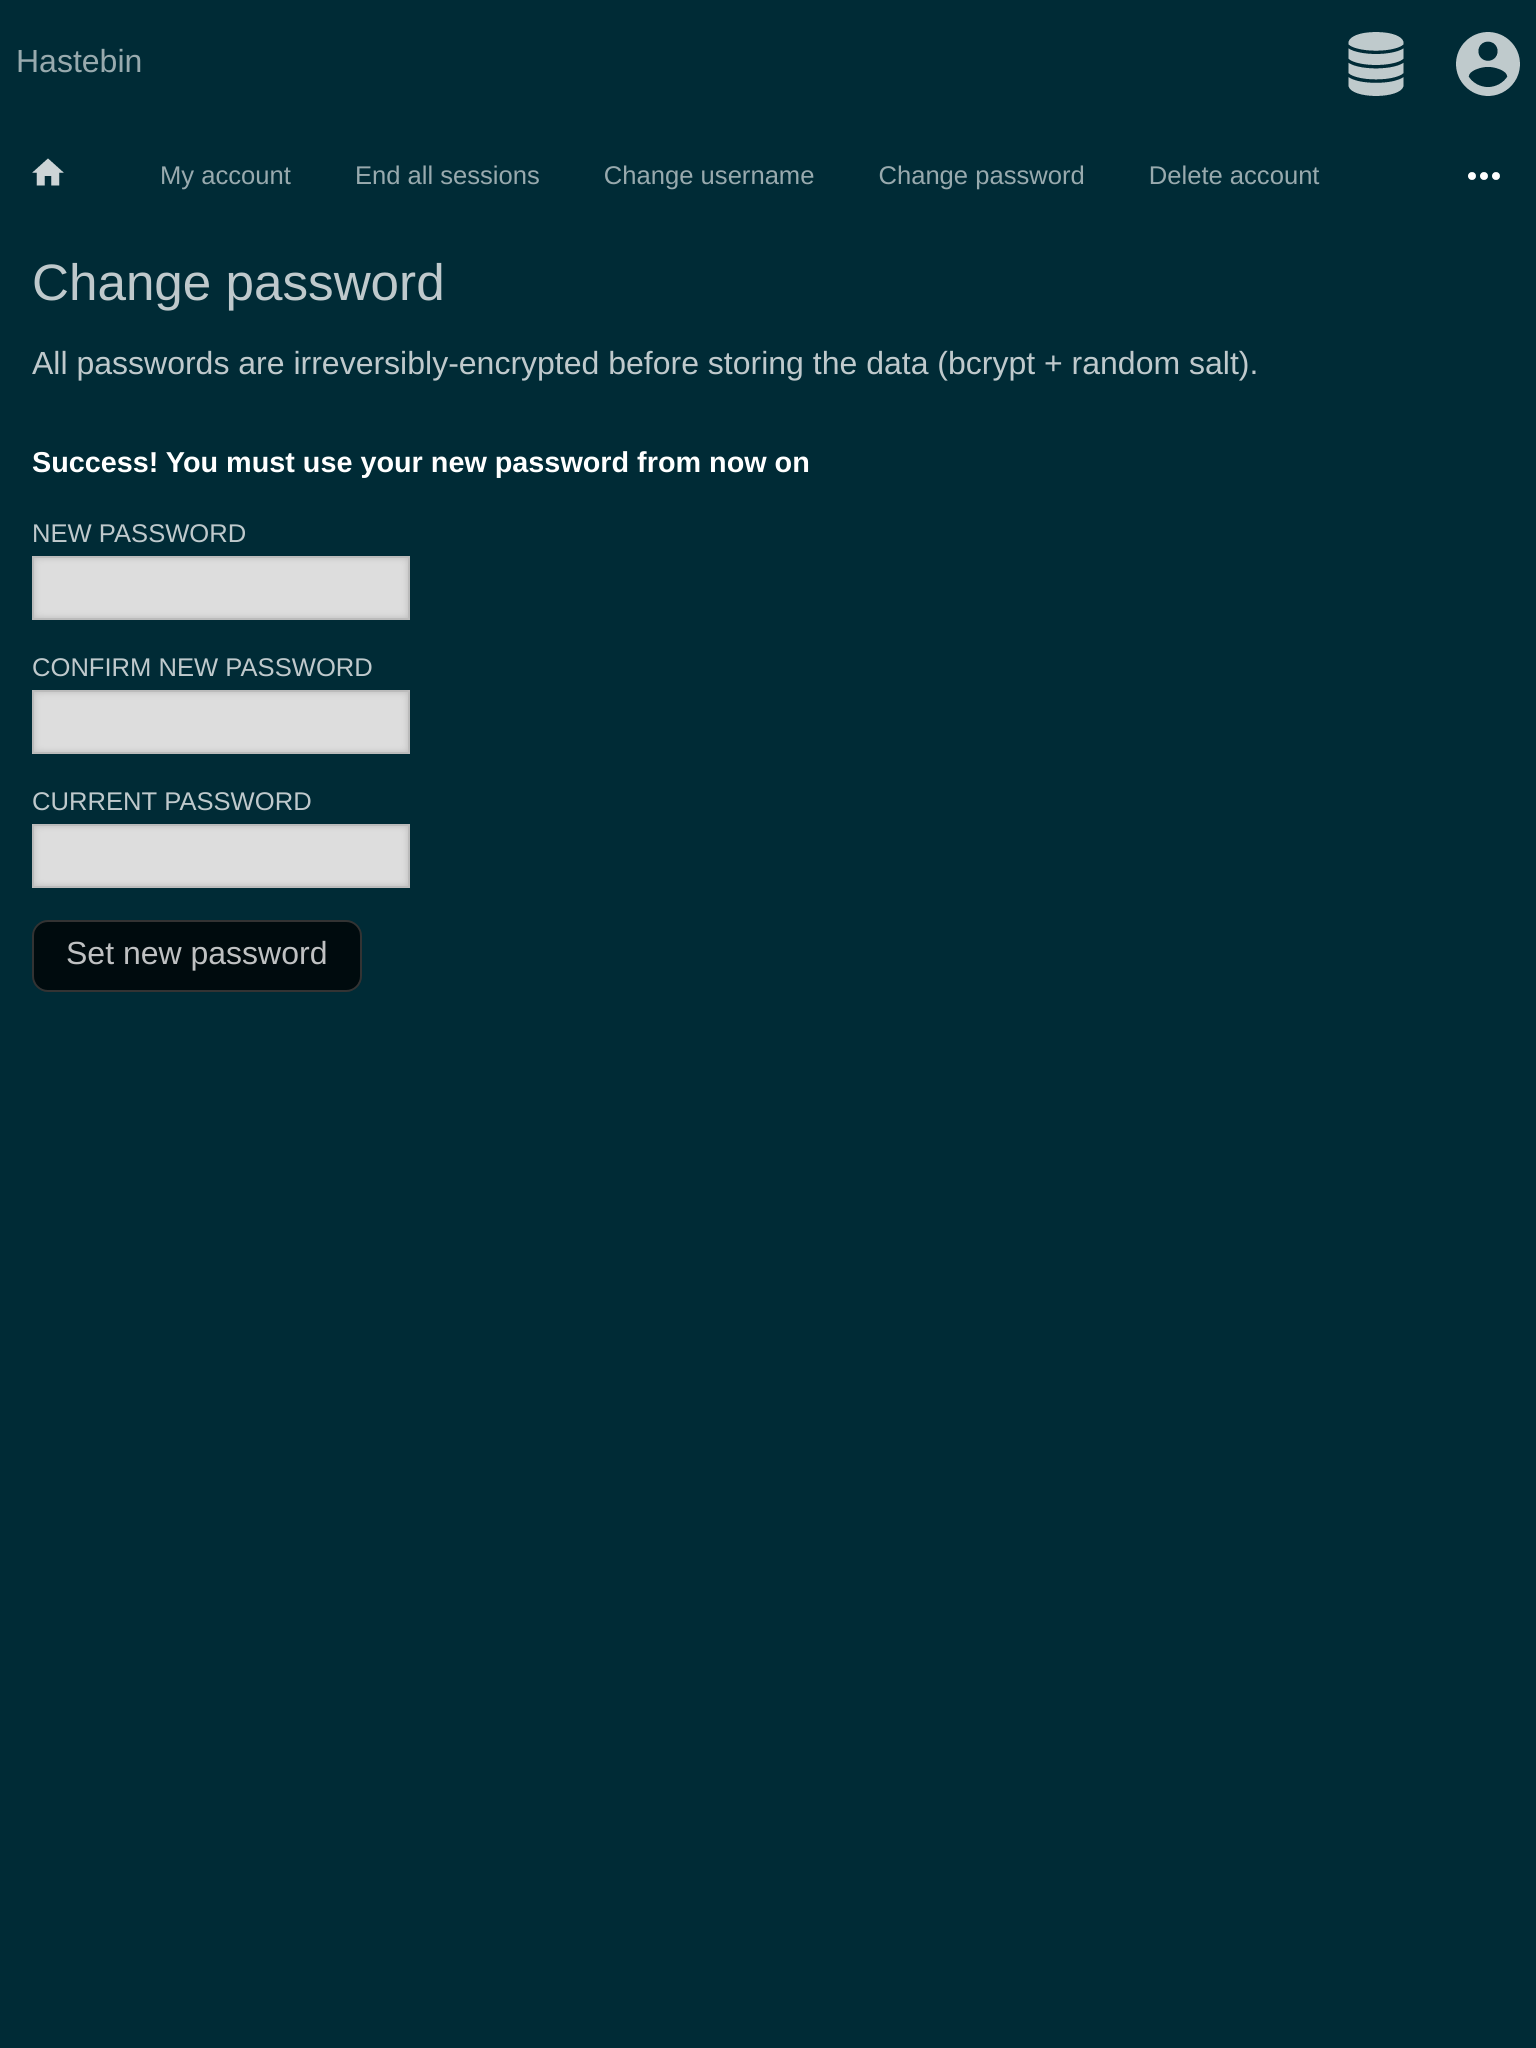 Hastebin
My account
End all sessions
Change username
Change password
Delete account
Change password
All passwords are irreversibly-encrypted before storing the data (bcrypt + random salt).
Success! You must use your new password from now on
NEW PASSWORD
CONFIRM NEW PASSWORD
CURRENT PASSWORD
Set new password